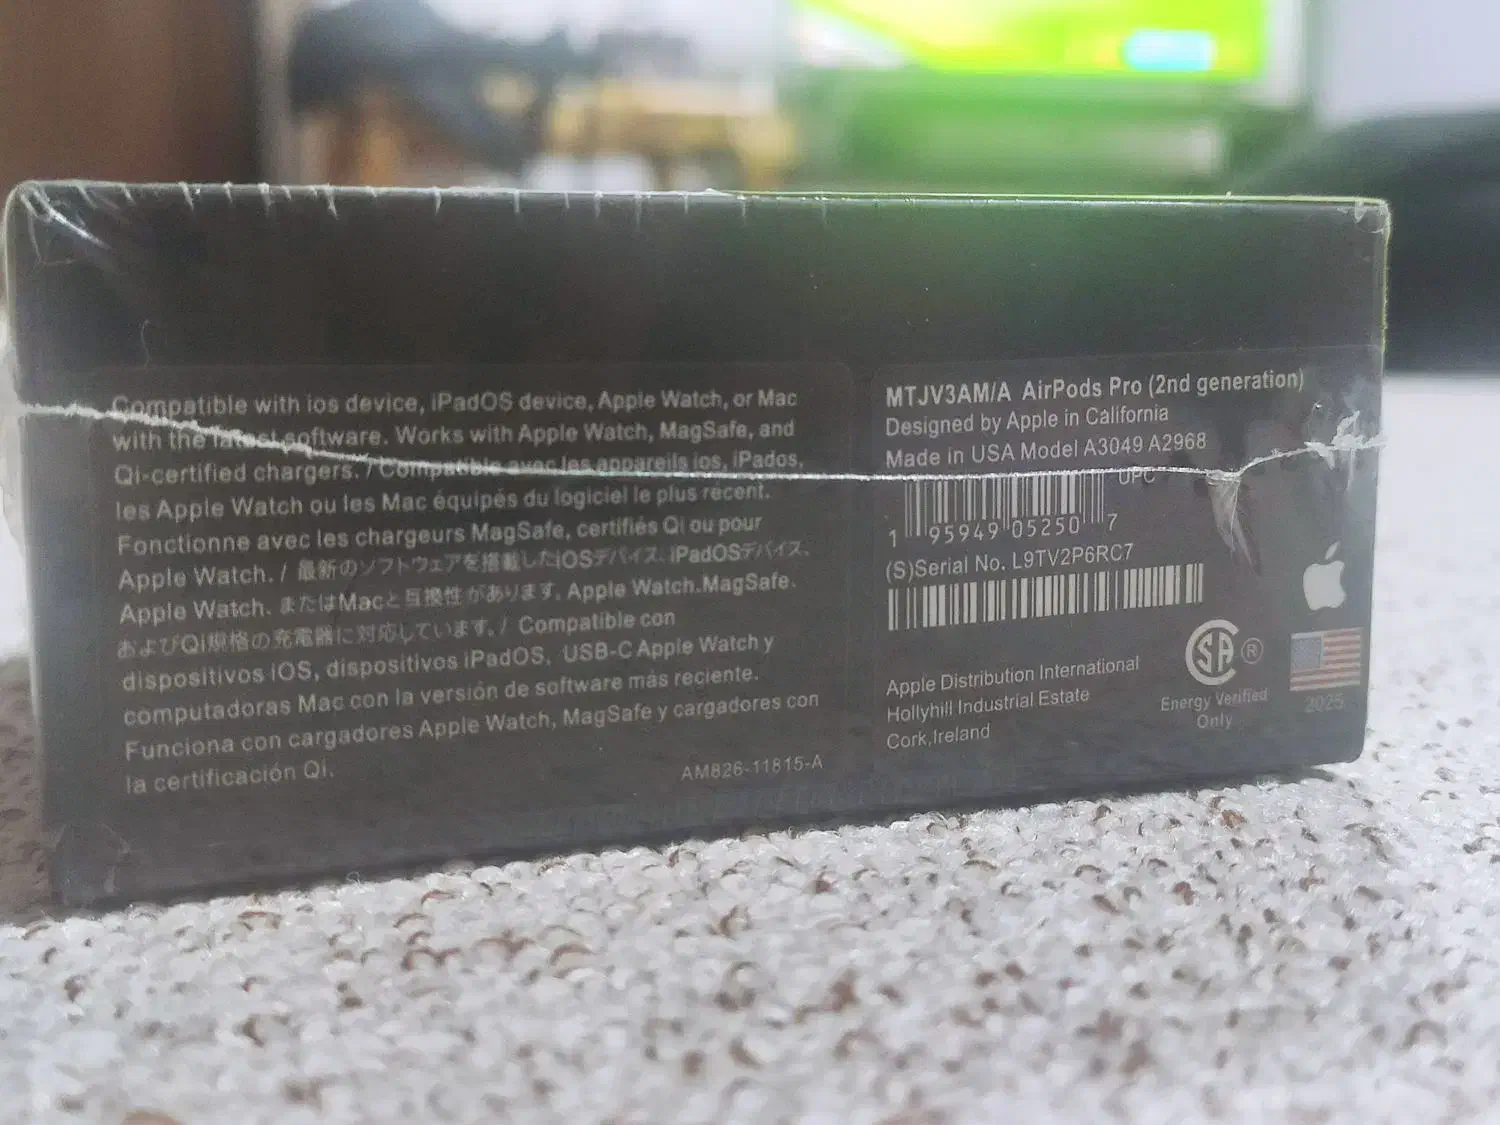 Compatible with ios device, iPadOS device, Apple Watch, or Mac
with the latest software. Works with Apple Watch, MagSafe, and
Qi-certified chargers. / Compatible avec les appareils ios, iPados,
les Apple Watch ou les Mac équipés du logiciel le plus récent.
Fonctionne avec les chargeurs MagSafe, certifiés Qi ou pour
Apple Watch. / 最新のソフトウェアを搭載したiOSデバイス、iPadOSデバイス、
Apple Watch. またはMacと互換性があります. Apple Watch.MagSafe.
およびQi規格の充電器に対応しています. / Compatible con
dispositivos iOS, dispositivos iPadOS, USB-C Apple Watch y
computadoras Mac con la versión de software más reciente.
Funciona con cargadores Apple Watch, MagSafe y cargadores con
la certificación Qi.
AM826-11815-A
MTJV3AM/A AirPods Pro (2nd generation)
Designed by Apple in California
Made in USA Model A3049 A2968
UPC
1 95949 05250 7
(S)Serial No. L9TV2P6RC7
Apple Distribution International
Hollyhill Industrial Estate
Cork,Ireland
SA ®
Energy Verified
Only
2025